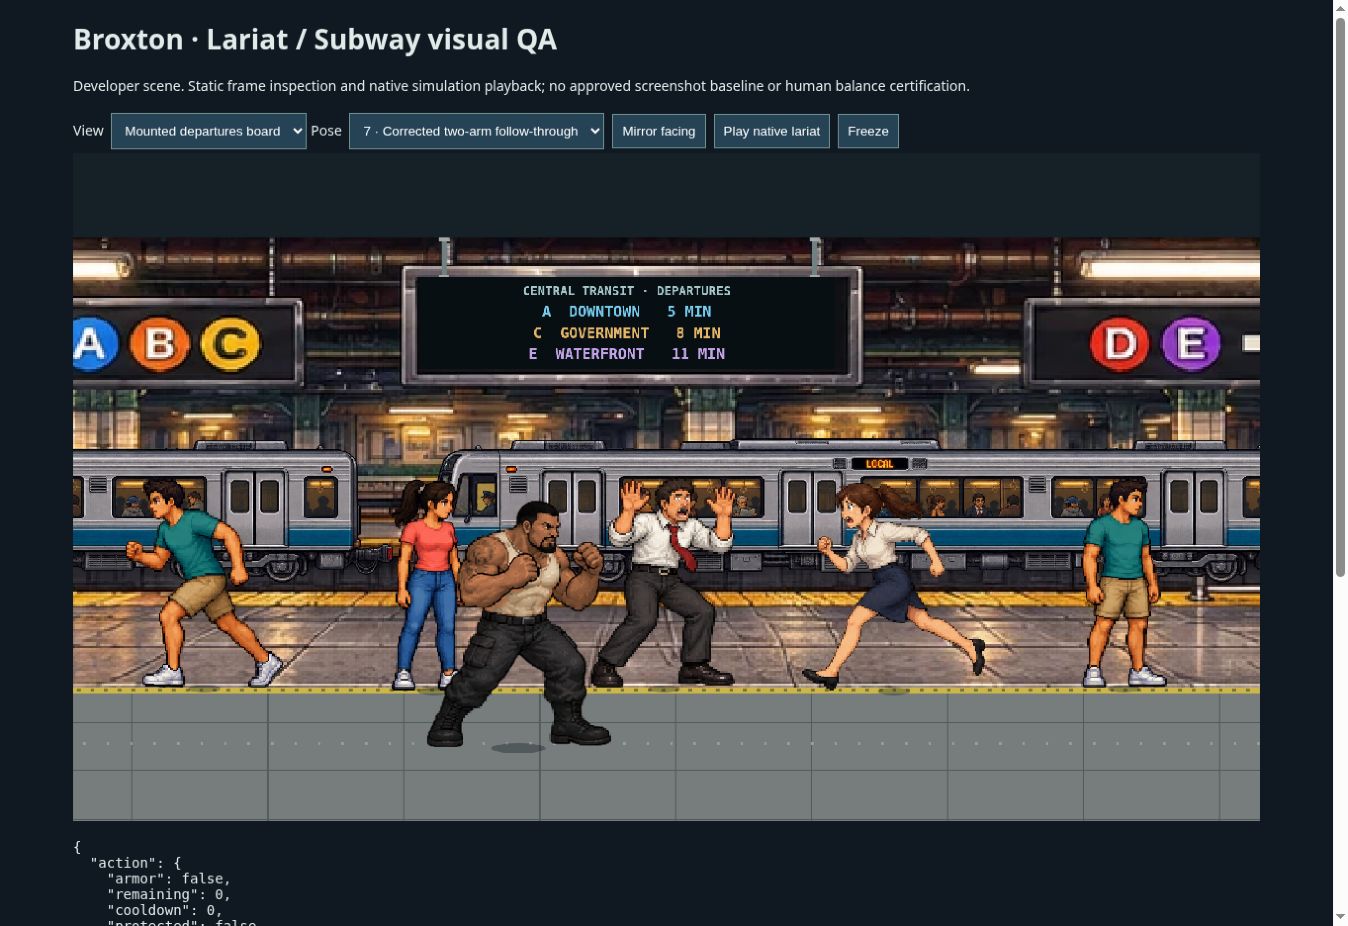 Broxton · Lariat / Subway visual QA
Developer scene. Static frame inspection and native simulation playback; no approved screenshot baseline or human balance certification.
View Mounted departures board Pose 7 · Corrected two-arm follow-through Mirror facing Play native lariat Freeze
CENTRAL TRANSIT · DEPARTURES
A DOWNTOWN 5 MIN
C GOVERNMENT 8 MIN
E WATERFRONT 11 MIN
A B C
D E
LOCAL
{
"action": {
"armor": false,
"remaining": 0,
"cooldown": 0,
"protected": false